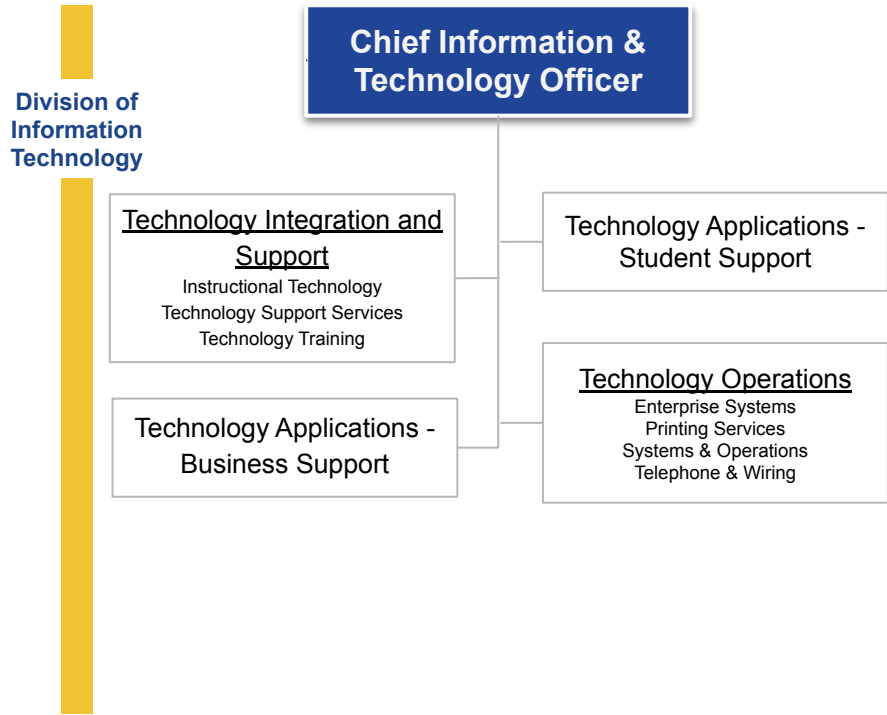 Chief Information &
Technology Officer
Division of
Information
Technology
Technology Integration and
Support
Instructional Technology
Technology Support Services
Technology Training
Technology Applications -
Student Support
Technology Applications -
Business Support
Technology Operations
Enterprise Systems
Printing Services
Systems & Operations
Telephone & Wiring